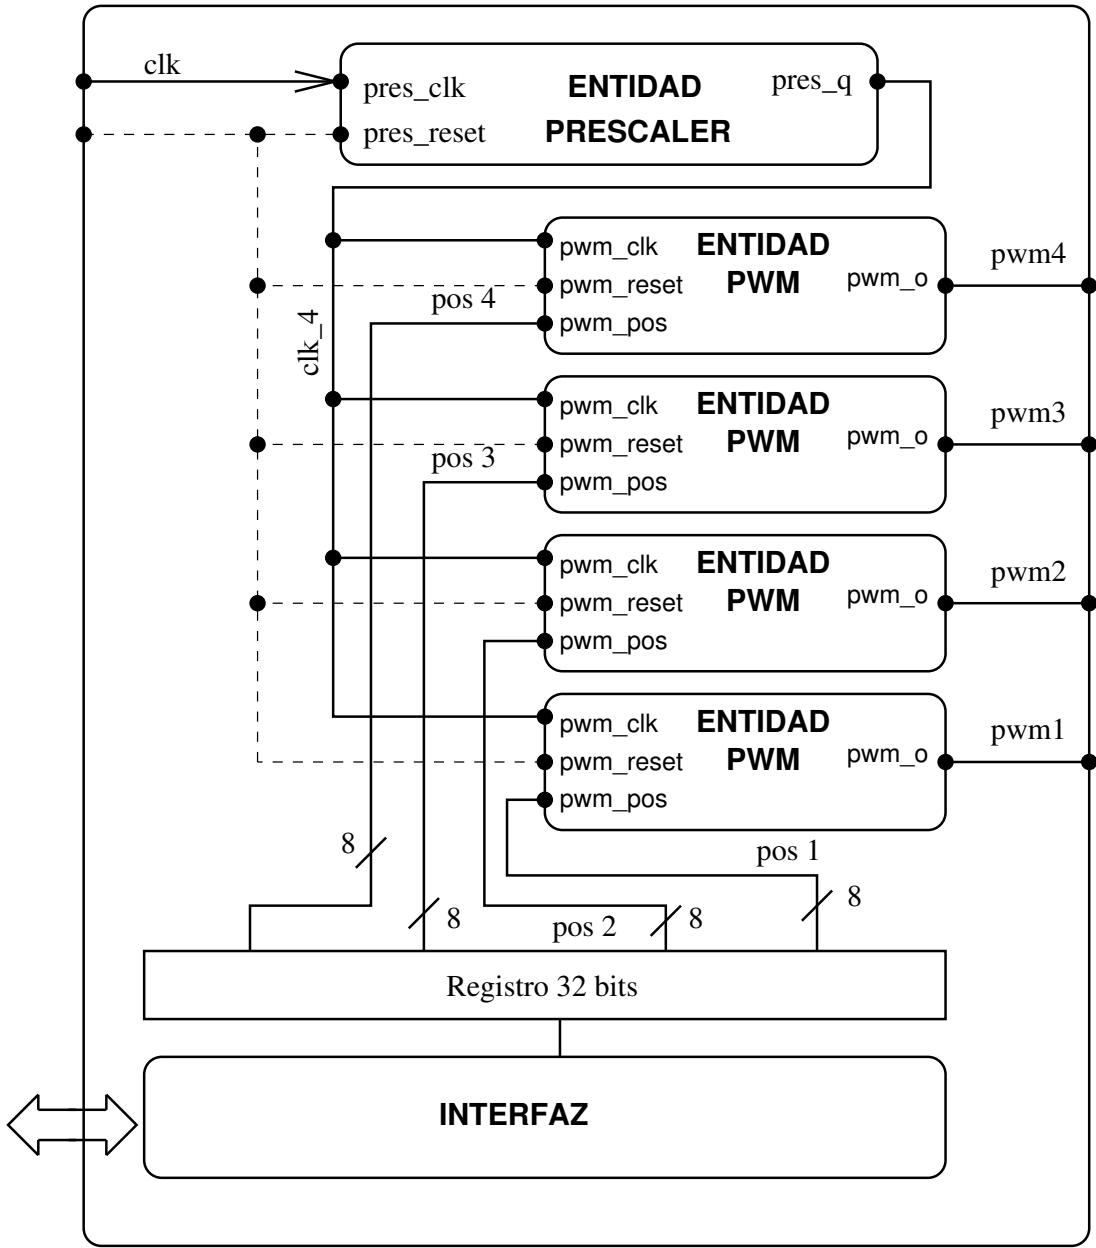 clk
pres_clk
ENTIDAD
pres_q
pres_reset
PRESCALER
pwm_clk
ENTIDAD
pwm4
pwm_reset
PWM
pwm_o
pos 4
pwm_pos
clk_4
pwm_clk
ENTIDAD
pwm3
pwm_reset
PWM
pwm_o
pos 3
pwm_pos
pwm_clk
ENTIDAD
pwm2
pwm_reset
PWM
pwm_o
pwm_pos
pwm_clk
ENTIDAD
pwm1
pwm_reset
PWM
pwm_o
pwm_pos
8
pos 1
8
8
pos 2
8
Registro 32 bits
INTERFAZ